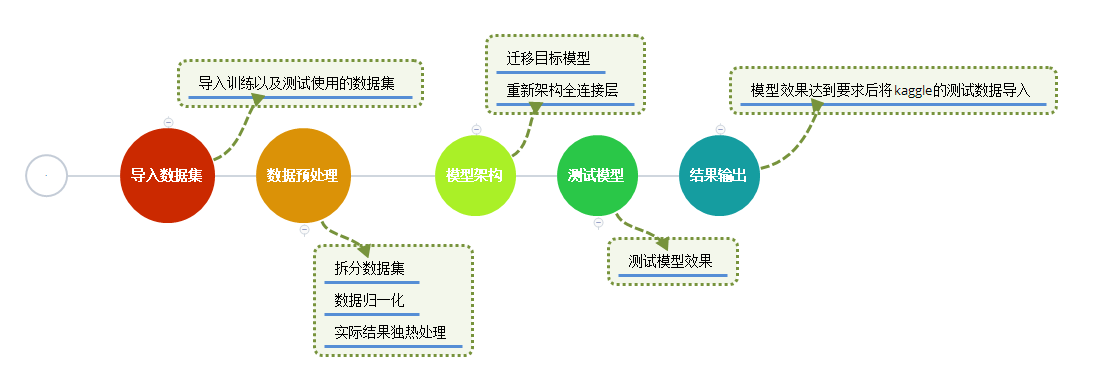 导入训练以及测试使用的数据集
迁移目标模型
重新架构全连接层
模型效果达到要求后将kaggle的测试数据导入
导入数据集
数据预处理
模型架构
测试模型
结果输出
拆分数据集
数据归一化
实际结果独热处理
测试模型效果